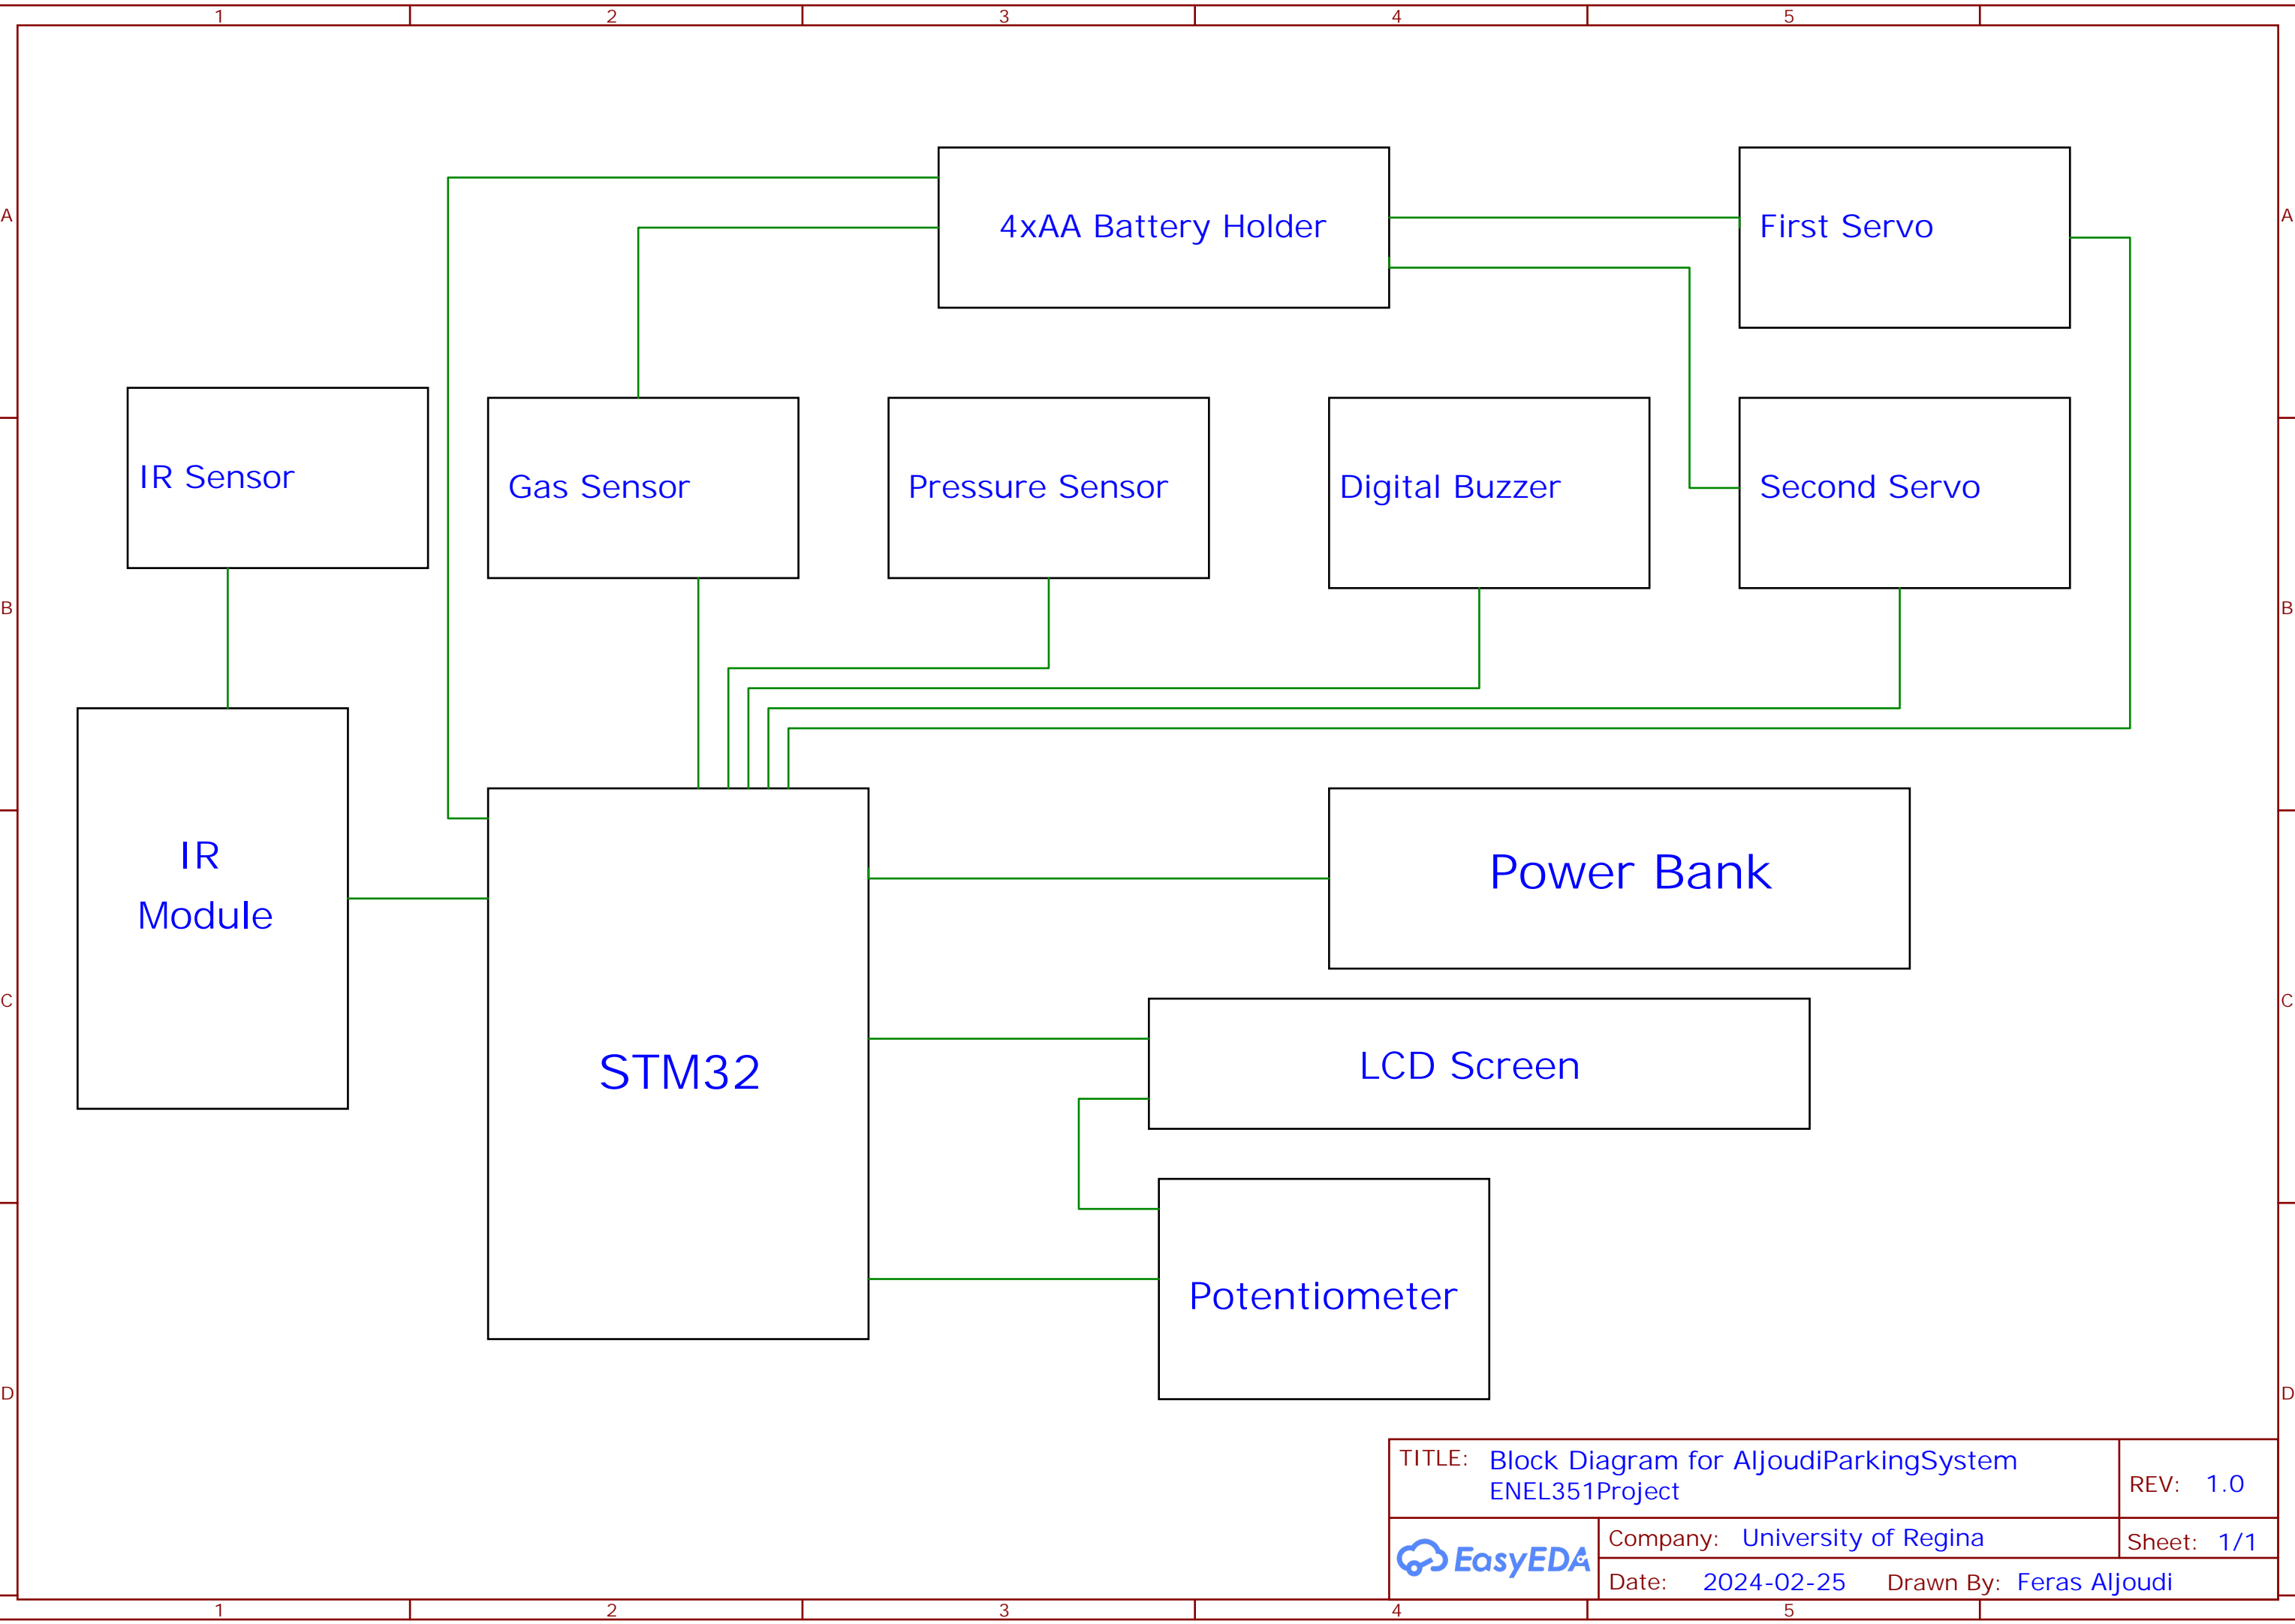 1 2 3 4 5
A A
4xAA Battery Holder
First Servo
IR Sensor
Gas Sensor
Pressure Sensor
Digital Buzzer
Second Servo
B B
IR
Module
Power Bank
C C
STM32
LCD Screen
Potentiometer
D D
TITLE: Block Diagram for AljoudiParkingSystem
ENEL351Project
REV: 1.0
EasyEDA
Company: University of Regina
Sheet: 1/1
Date: 2024-02-25 Drawn By: Feras Aljoudi
1 2 3 4 5